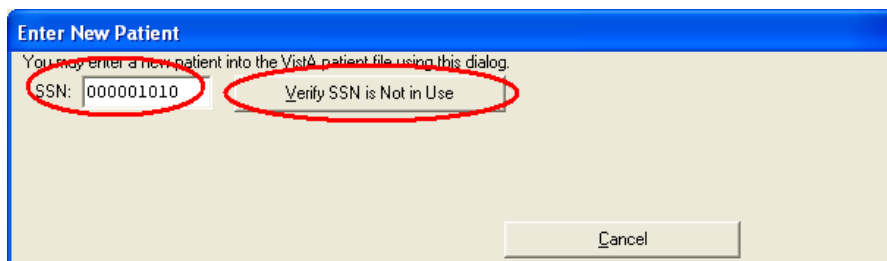 Enter New Patient
You may enter a new patient into the VistA patient file using this dialog.
SSN: 000001010 Verify SSN is Not in Use
Cancel